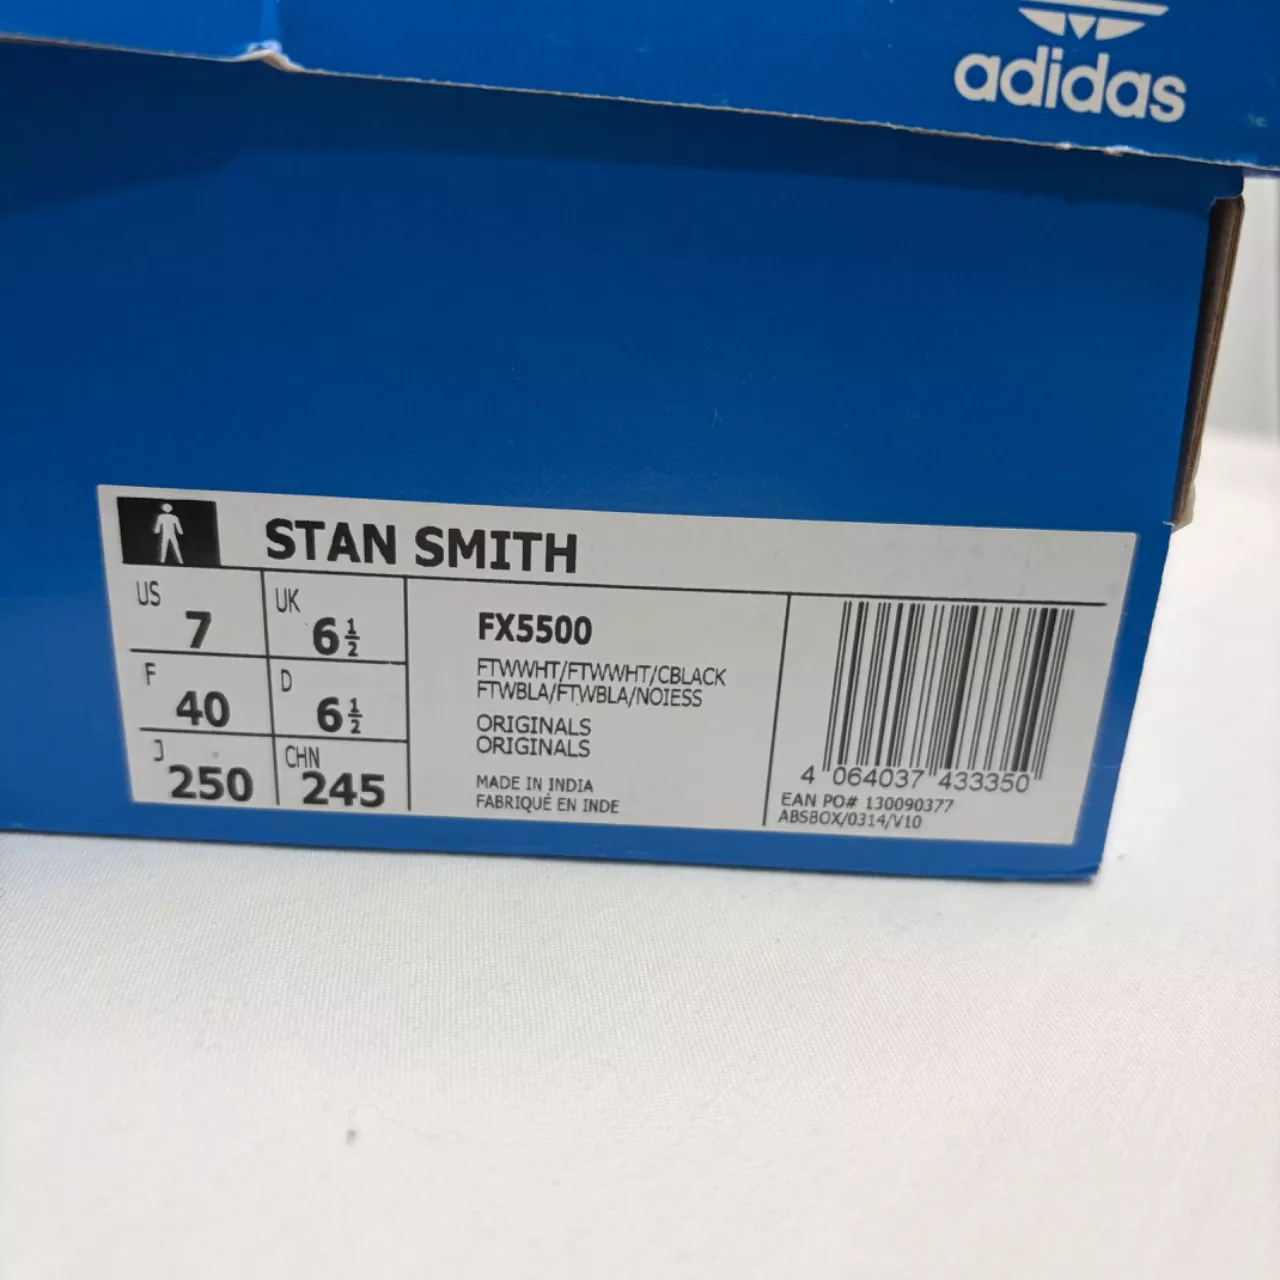 adidas
STAN SMITH
US 7 UK 6½
F 40 D 6½
J 250 CHN 245
FX5500
FTWWHT/FTWWHT/CBLACK
FTWBLA/FTWBLA/NOIESS
ORIGINALS
ORIGINALS
MADE IN INDIA
FABRIQUÉ EN INDE
4 064037 433350
EAN PO# 130090377
ABSBOX/0314/V10